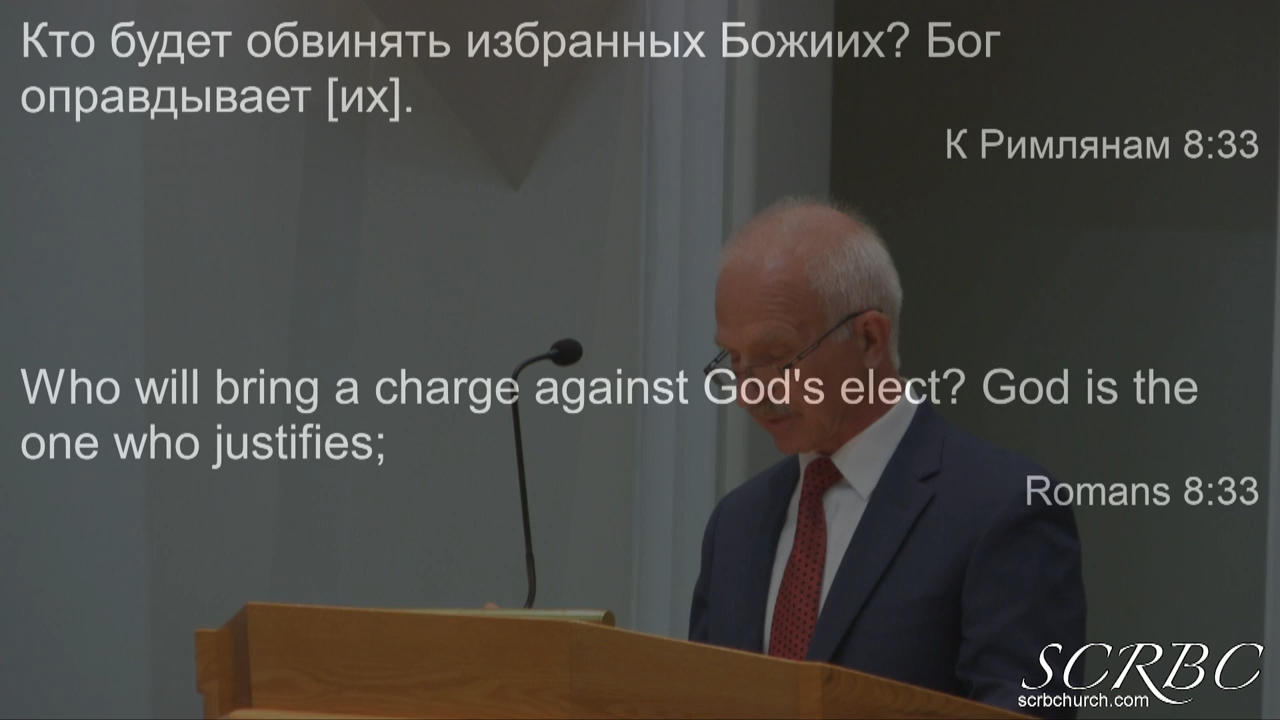 Кто будет обвинять избранных Божиих? Бог
оправдывает [их].
К Римлянам 8:33
Who will bring a charge against God's elect? God is the
one who justifies;
Romans 8:33
SCRBC
scrbchurch.com